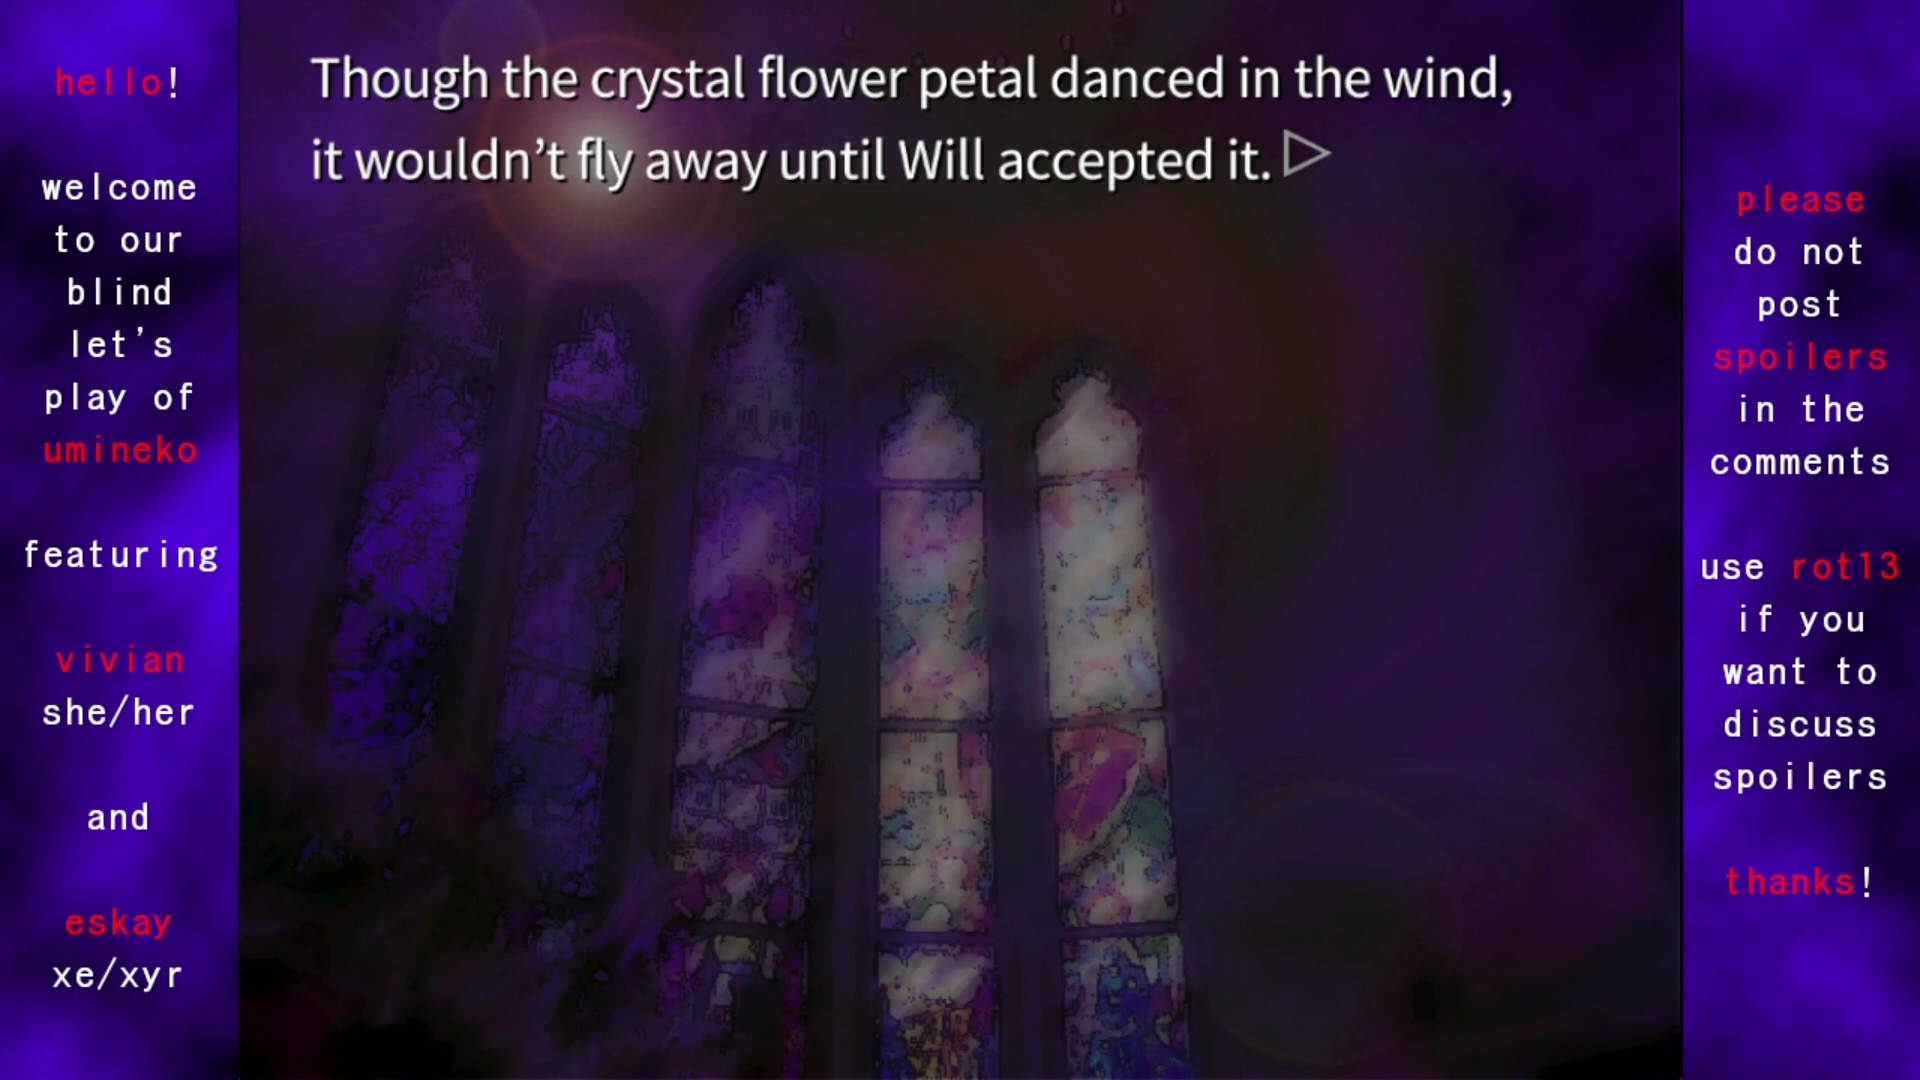 hello!
welcome
to our
blind
let's
play of
umineko
featuring
vivian
she/her
and
eskay
xe/xyr
Though the crystal flower petal danced in the wind,
it wouldn’t fly away until Will accepted it.
please
do not
post
spoilers
in the
comments
use rot13
if you
want to
discuss
spoilers
thanks!